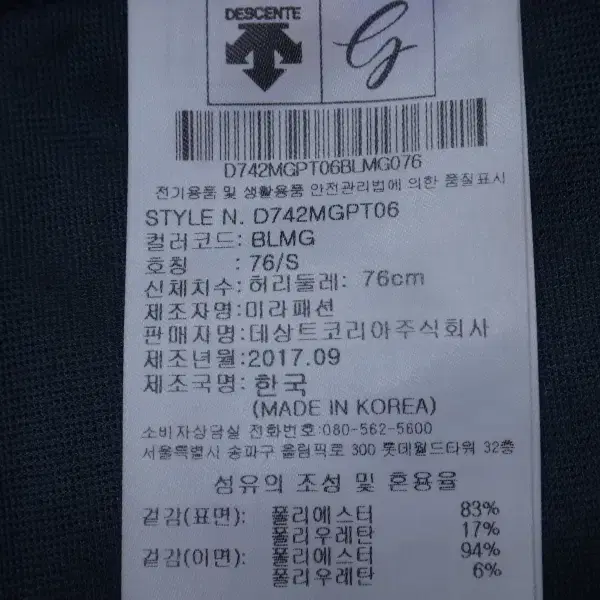 DESCENTE
G
D742MGPT06BLMG076
전기용품 및 생활용품 안전관리법에 의한 품질표시
STYLE N. D742MGPT06
컬러코드: BLMG
호칭 : 76/S
신체치수: 허리둘레: 76cm
제조자명:미라패션
판매자명:데상트코리아주식회사
제조년월:2017.09
제조국명: 한국
(MADE IN KOREA)
소비자상담실 전화번호:080-562-5600
서울특별시 송파구 올림픽로 300 롯데월드타워 32층
섬유의 조성 및 혼용율
겉감(표면): 폴리에스터 83%
폴리우레탄 17%
겉감(이면): 폴리에스터 94%
폴리우레탄 6%